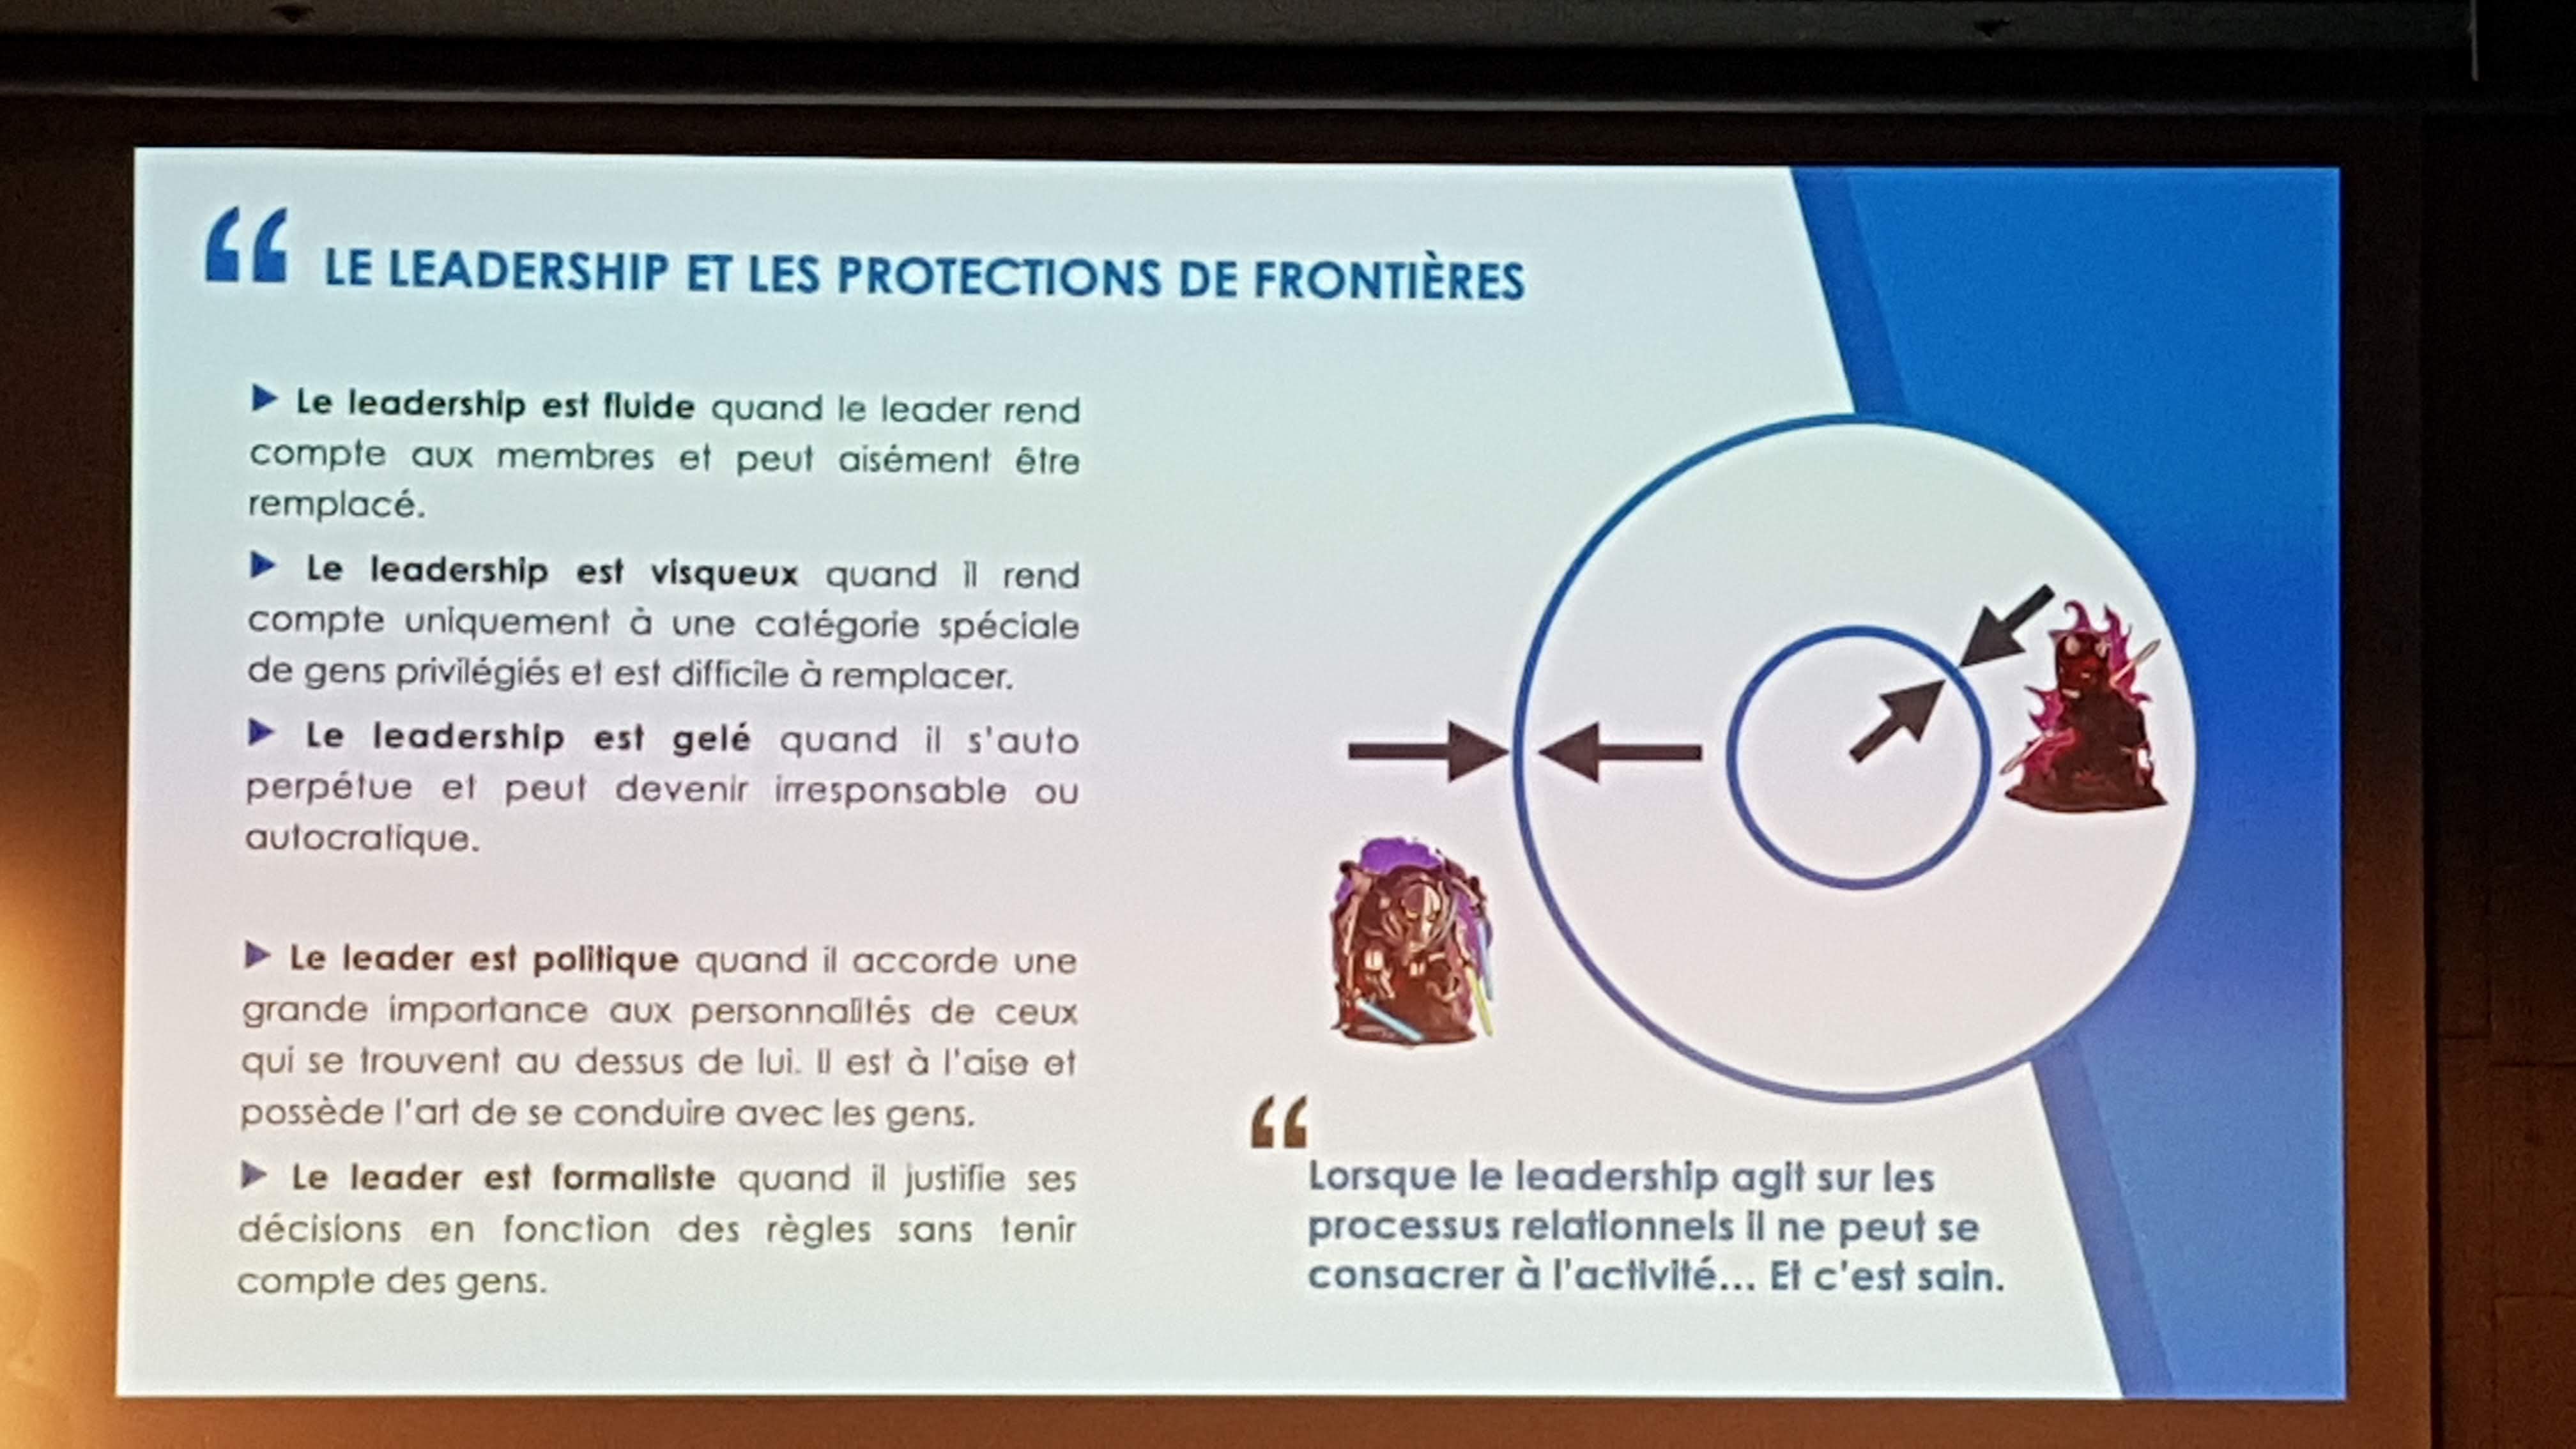 LE LEADERSHIP ET LES PROTECTIONS DE FRONTIÈRES
Le leadership est fluide quand le leader rend
compte aux membres et peut aisément être
remplacé.
Le leadership est visqueux quand il rend
compte uniquement à une catégorie spéciale
de gens privilégiés et est difficile à remplacer.
Le leadership est gelé quand il s'auto
perpétue et peut devenir irresponsable ou
autocratique.
Le leader est politique quand il accorde une
grande importance aux personnalités de ceux
qui se trouvent au dessus de lui. Il est à l'aise et
possède l'art de se conduire avec les gens.
Le leader est formaliste quand il justifie ses
décisions en fonction des règles sans tenir
compte des gens.
Lorsque le leadership agit sur les
processus relationnels il ne peut se
consacrer à l'activité... Et c'est sain.